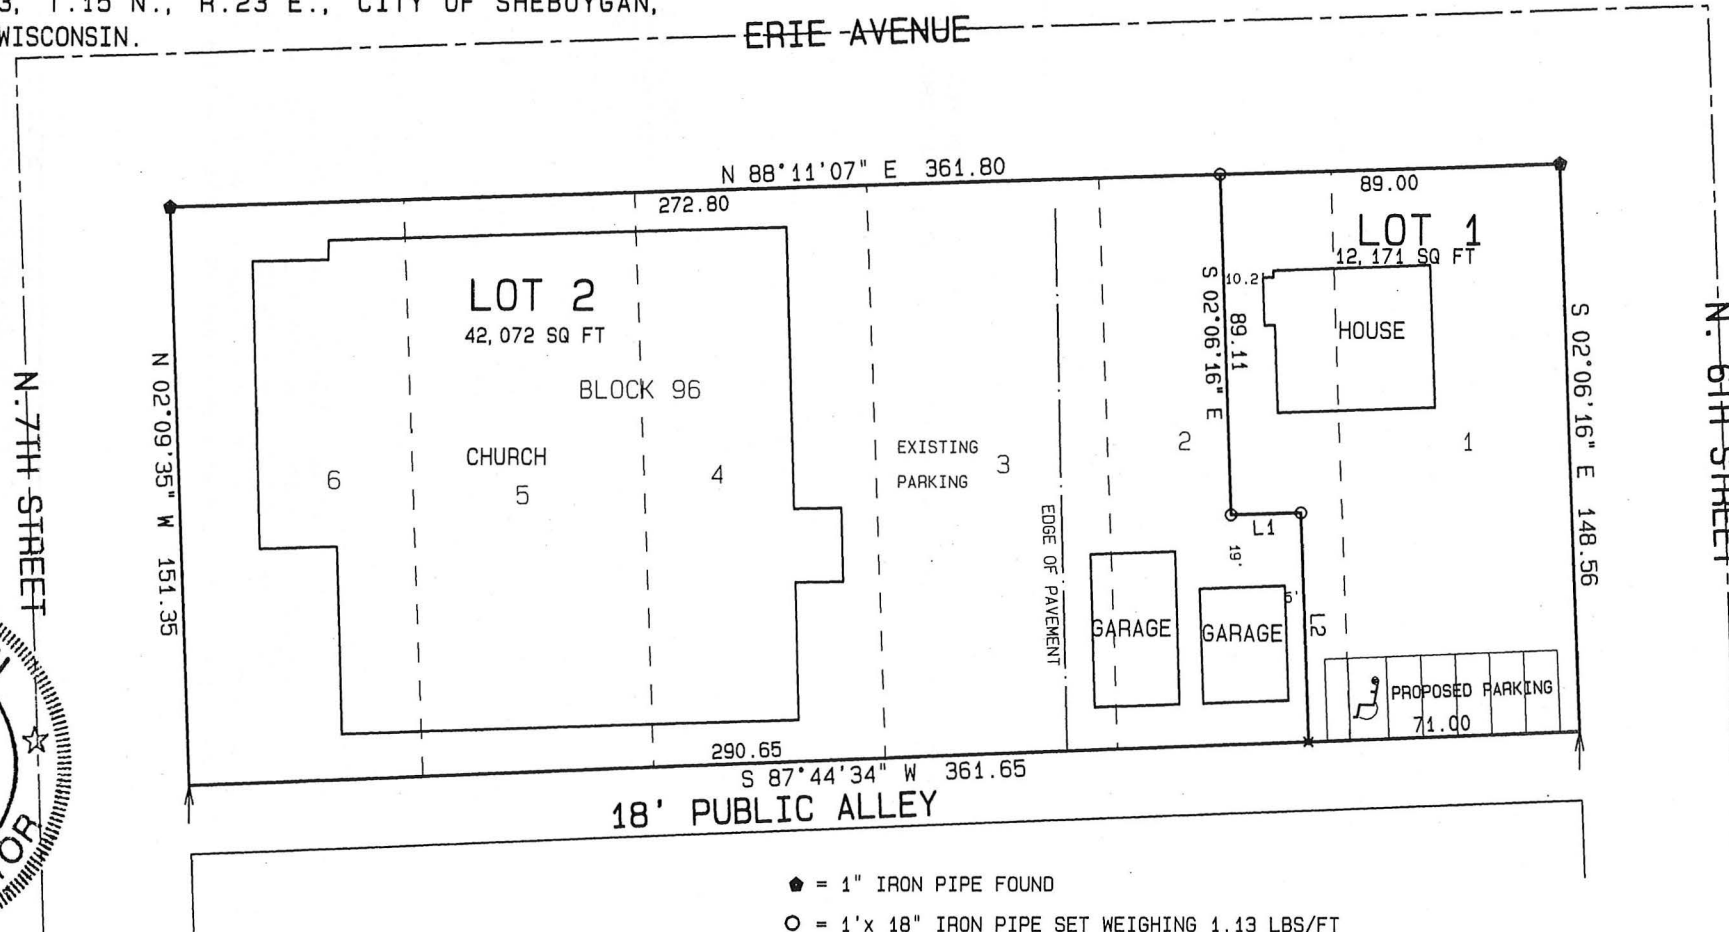 T.15 N., R.23 E., CITY OF SHEBOYGAN,
WISCONSIN.
ERIE AVENUE
N 88°11'07" E 361.80
272.80
89.00
LOT 1
12,171 SQ FT
LOT 2
42,072 SQ FT
BLOCK 96
CHURCH
6
5
4
EXISTING
PARKING
3
2
1
HOUSE
10.2
S 02°06'16" E
89.11
S 02°06'16" E 148.56
N 02°09'35" W 151.35
N. 7TH STREET
N. 6TH STREET
EDGE OF PAVEMENT
L1
19'
L2
GARAGE
GARAGE
PROPOSED PARKING
71.00
290.65
S 87°44'34" W 361.65
18' PUBLIC ALLEY
= 1" IRON PIPE FOUND
= 1'x 18" IRON PIPE SET WEIGHING 1.13 LBS/FT